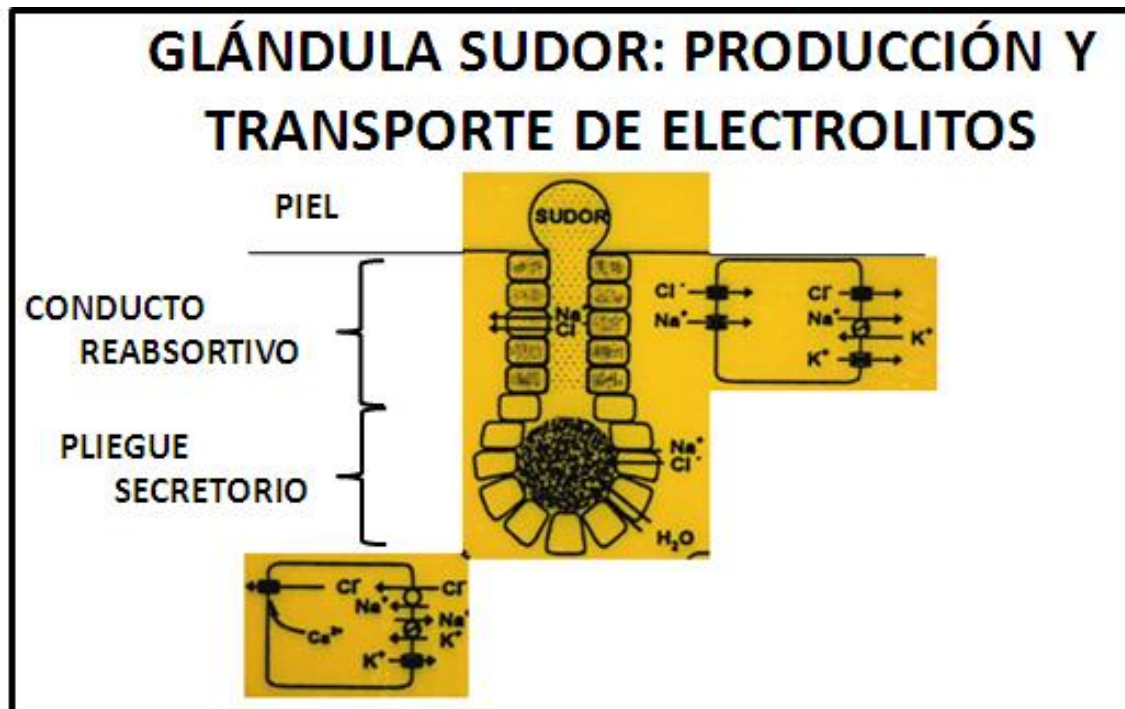 GLÁNDULA SUDOR: PRODUCCIÓN Y
TRANSPORTE DE ELECTROLITOS
PIEL
SUDOR
CONDUCTO
REABSORTIVO
Na⁺
Cl⁻
Cl⁻
Na⁺
Cl⁻
Na⁺
K⁺
K⁺
PLIEGUE
SECRETORIO
Na⁺
Cl⁻
H₂O
Cl⁻
Cl⁻
Na⁺
Na⁺
Ca²⁺
K⁺
K⁺